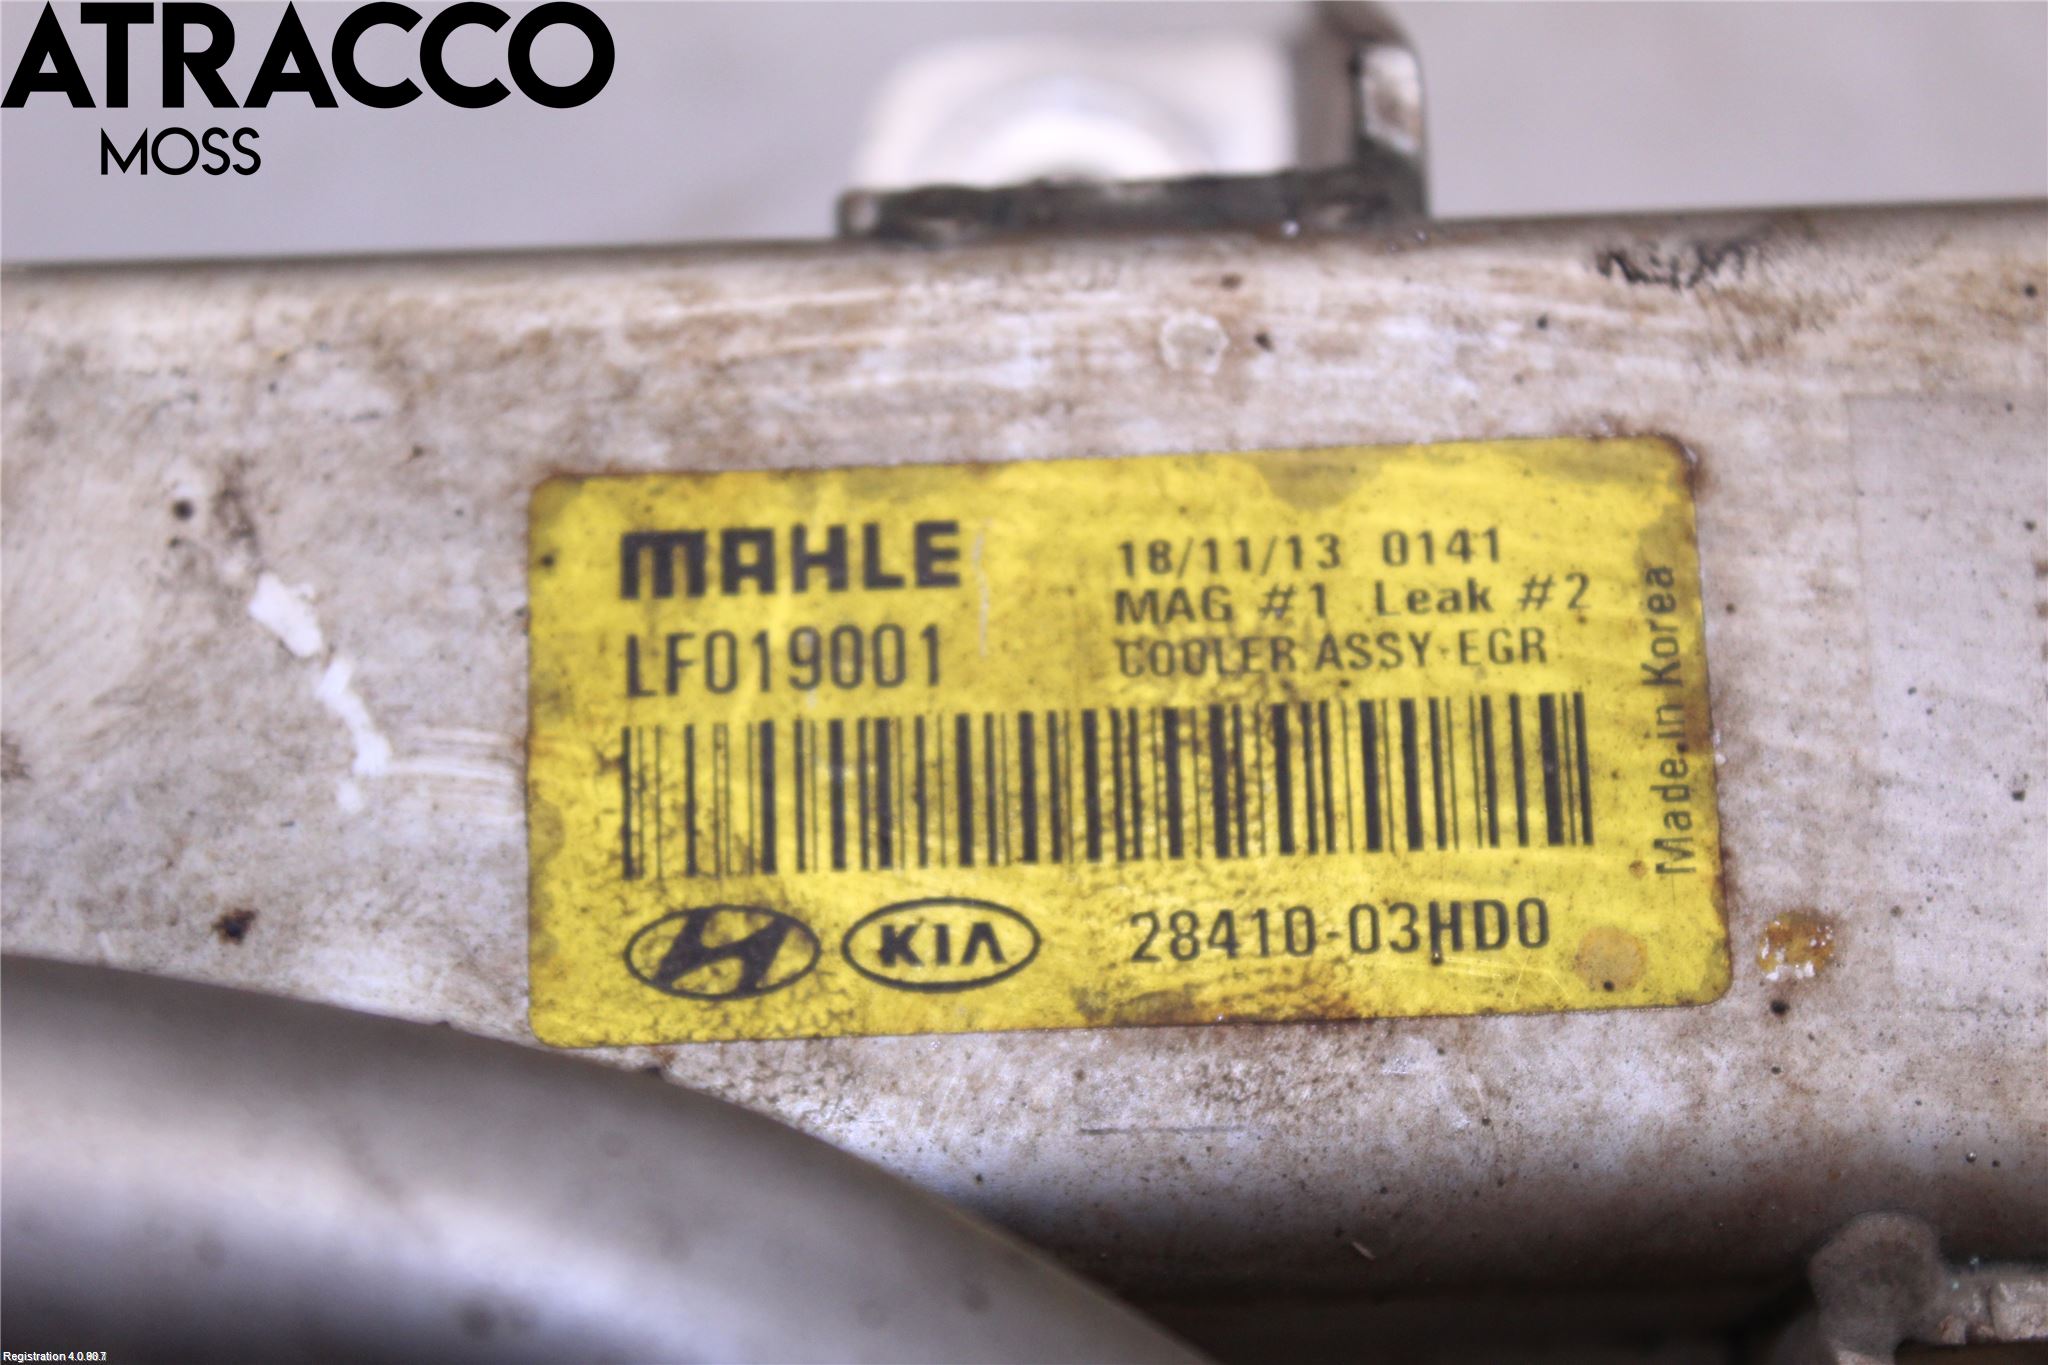 ATRACCO
MOSS
MAHLE
18/11/13 0141
MAG #1 Leak #2
LF019001
COOLER ASSY-EGR
Made in Korea
KIA
28410-03HD0
Registration